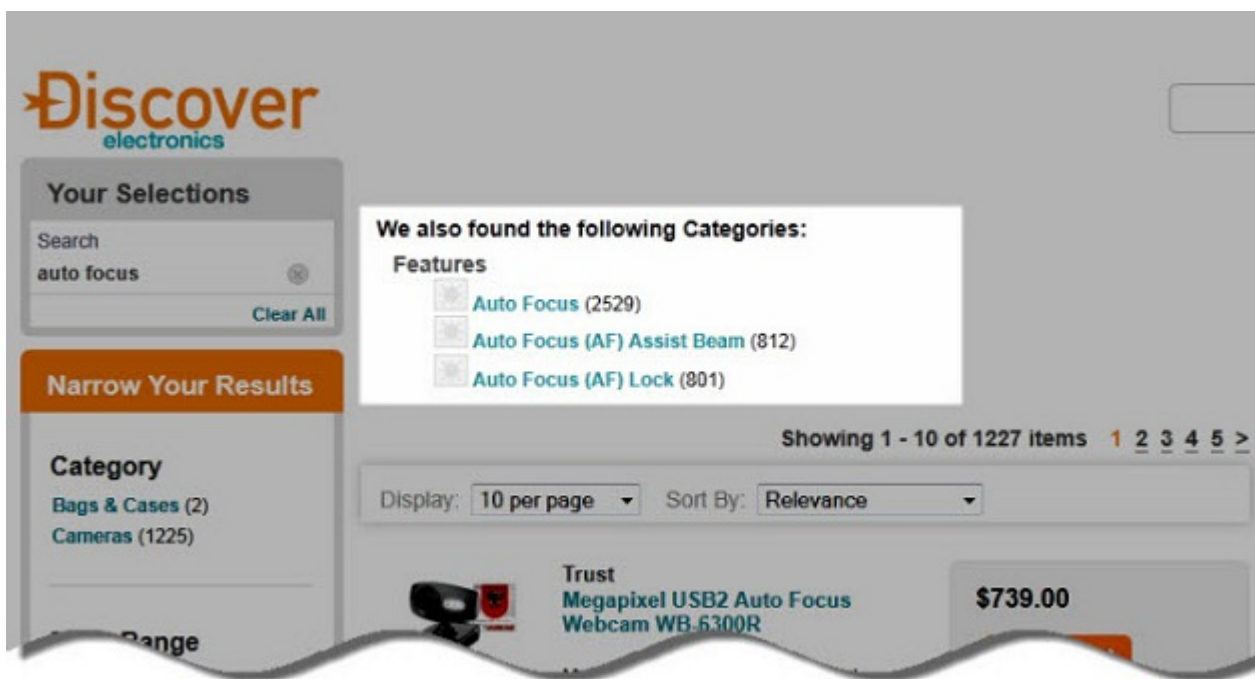 Discover
electronics
Your Selections
Search
auto focus
Clear All
Narrow Your Results
Category
Bags & Cases (2)
Cameras (1225)
Range
We also found the following Categories:
Features
Auto Focus (2529)
Auto Focus (AF) Assist Beam (812)
Auto Focus (AF) Lock (801)
Showing 1 - 10 of 1227 items 1 2 3 4 5 >
Display: 10 per page Sort By: Relevance
Trust
Megapixel USB2 Auto Focus
Webcam WB-6300R
$739.00